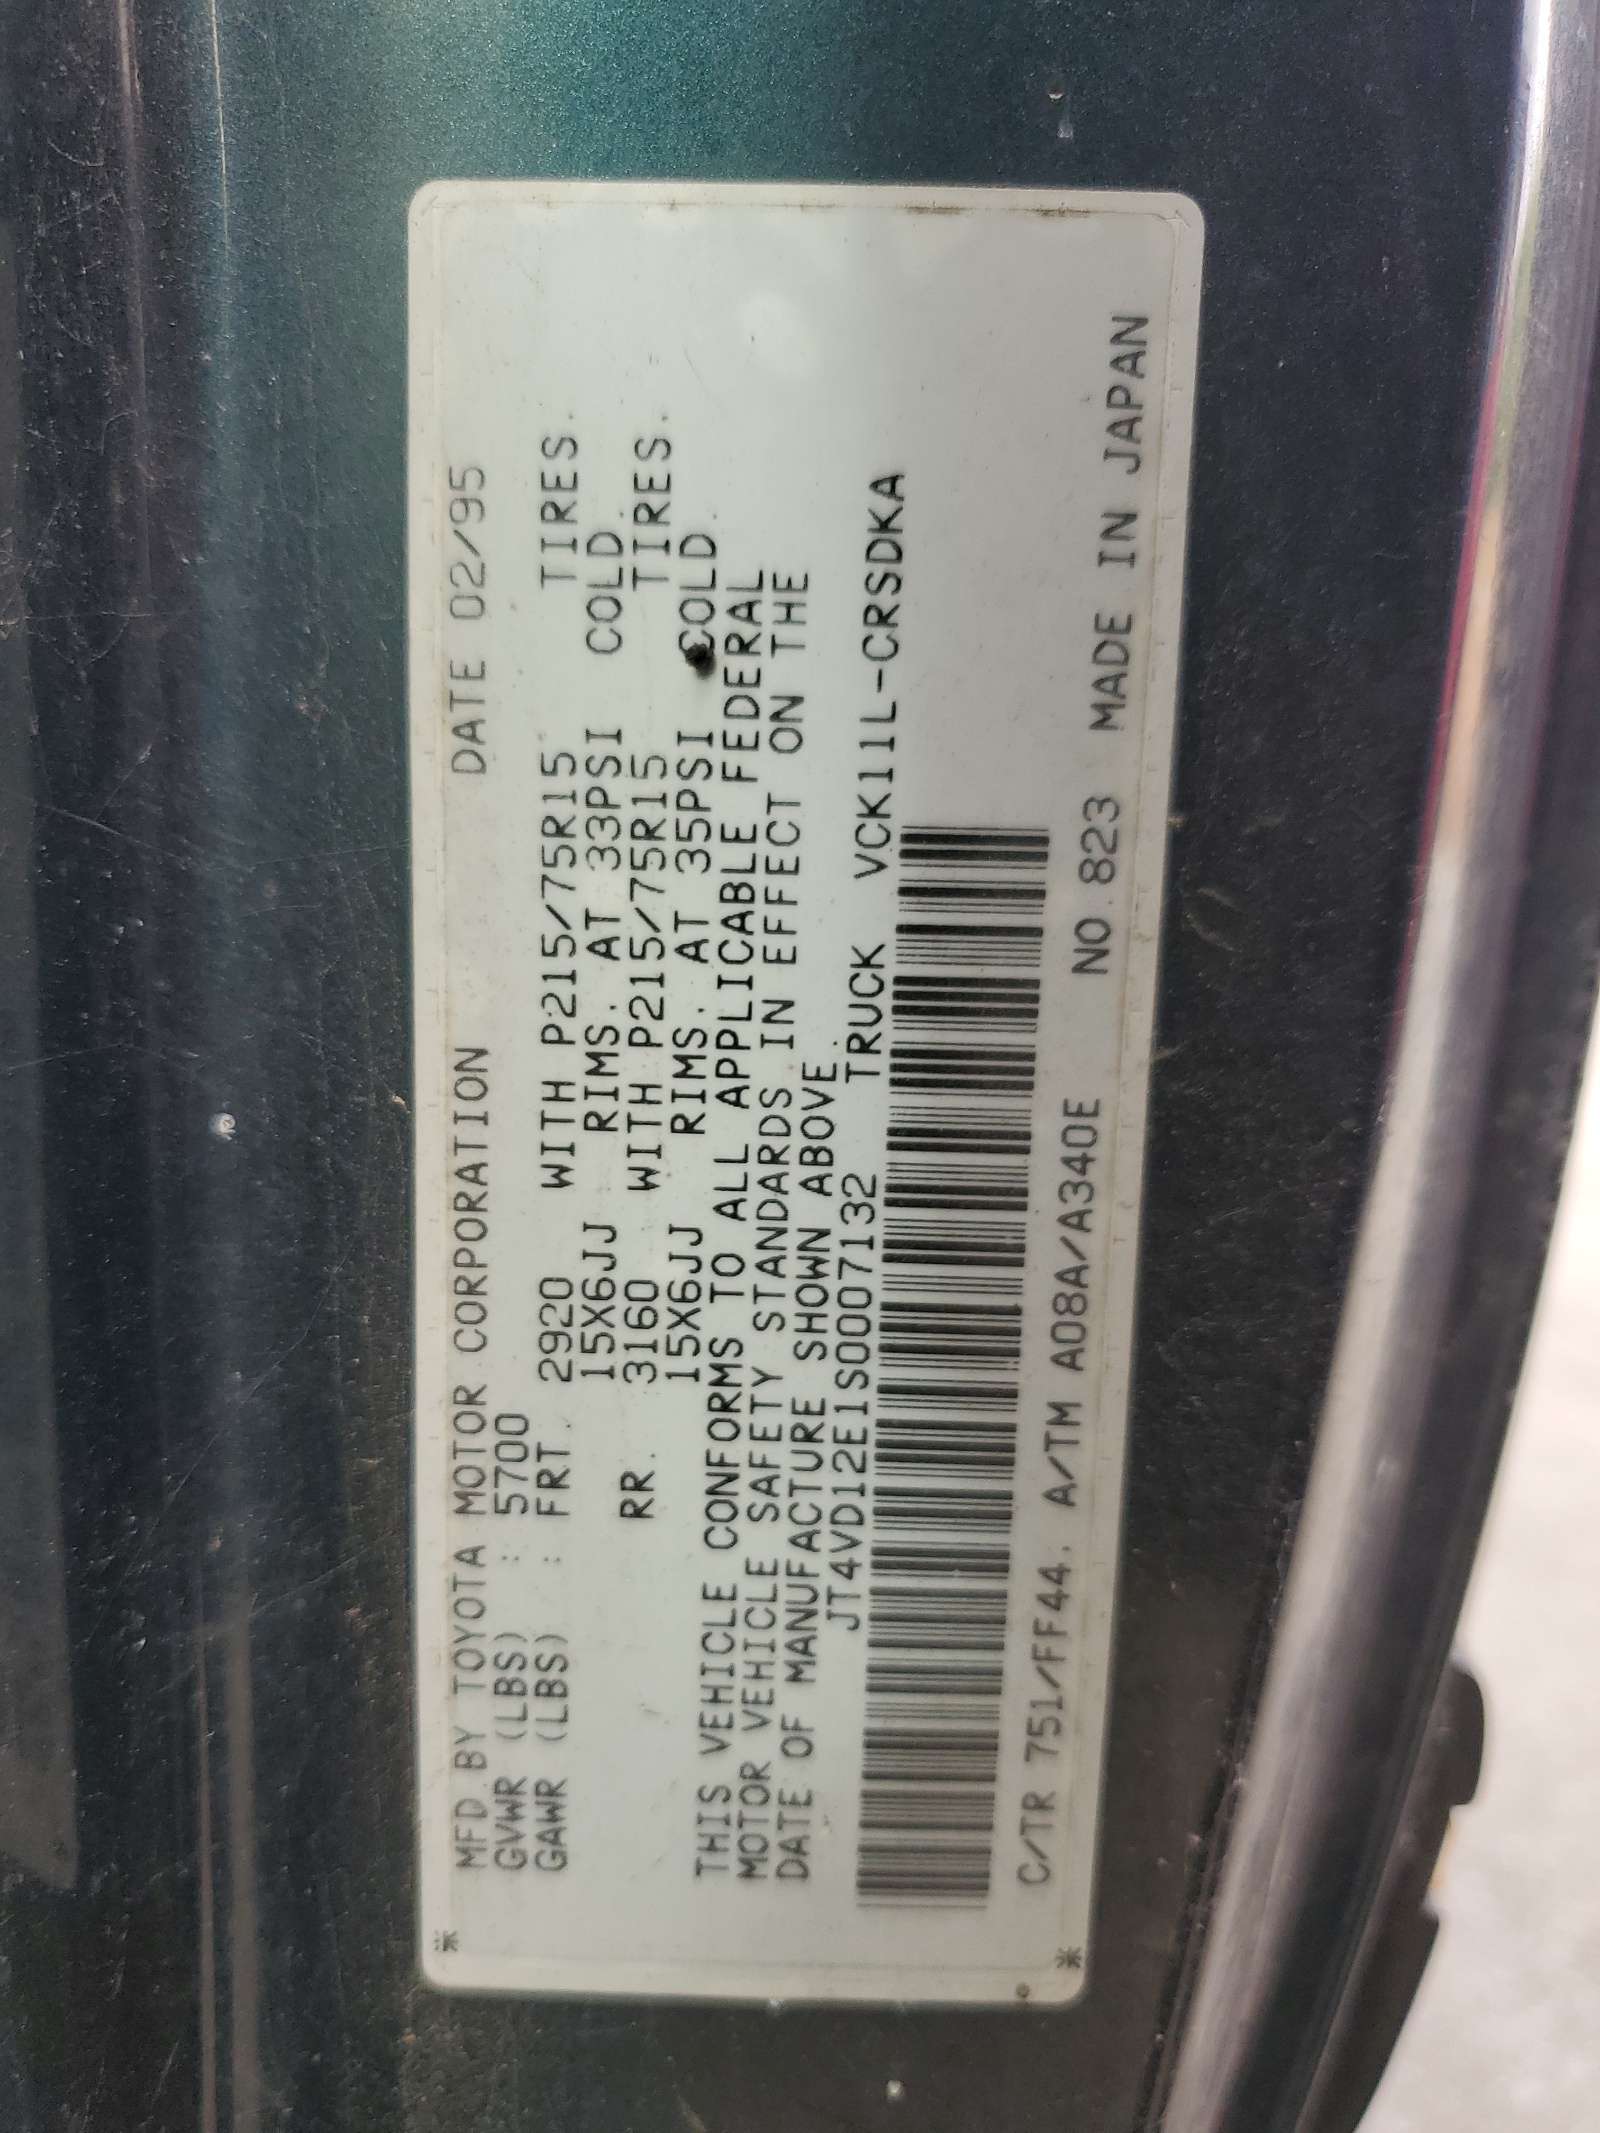 MFD.BY TOYOTA MOTOR CORPORATION DATE 02/95
GVWR (LBS) : 5700
GAWR (LBS) : FRT. 2920 WITH P215/75R15 TIRES.
15X6JJ RIMS. AT 33PSI COLD
RR. 3160 WITH P215/75R15 TIRES.
15X6JJ RIMS. AT 35PSI COLD.
THIS VEHICLE CONFORMS TO ALL APPLICABLE FEDERAL
MOTOR VEHICLE SAFETY STANDARDS IN EFFECT ON THE
DATE OF MANUFACTURE SHOWN ABOVE.
JT4VD12E1S0007132 TRUCK VCK11L-CRSDKA
C/TR 751/FF44. A/TM A08A/A340E NO.823 MADE IN JAPAN